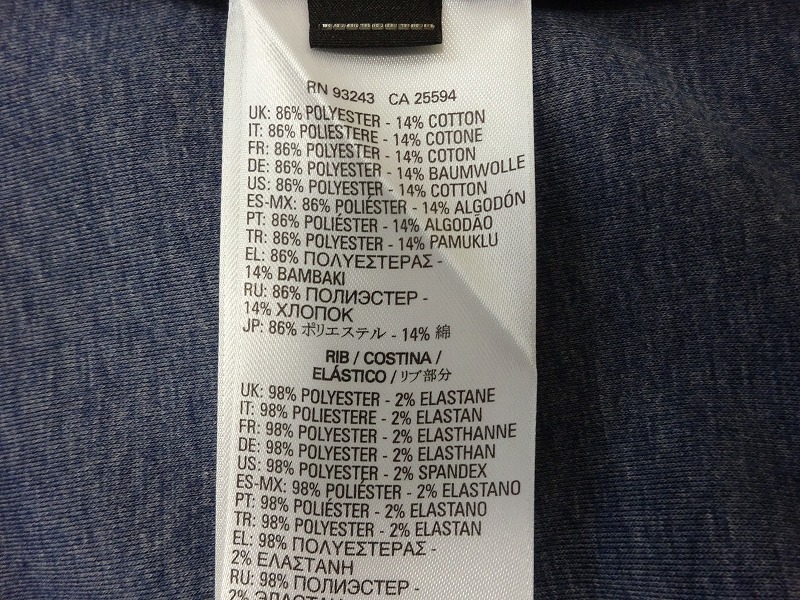 RN 93243 CA 25594
UK: 86% POLYESTER - 14% COTTON
IT: 86% POLIESTERE - 14% COTONE
FR: 86% POLYESTER - 14% COTON
DE: 86% POLYESTER - 14% BAUMWOLLE
US: 86% POLYESTER - 14% COTTON
ES-MX: 86% POLIÉSTER - 14% ALGODÓN
PT: 86% POLIÉSTER - 14% ALGODÃO
TR: 86% POLYESTER - 14% PAMUKLU
EL: 86% ΠΟΛΥΕΣΤΕΡΑΣ -
14% ΒΑΜΒΑΚΙ
RU: 86% ПОЛИЭСТЕР -
14% ХЛОПОК
JP: 86% ポリエステル - 14% 綿
RIB / COSTINA /
ELÁSTICO / リブ部分
UK: 98% POLYESTER - 2% ELASTANE
IT: 98% POLIESTERE - 2% ELASTAN
FR: 98% POLYESTER - 2% ELASTHANNE
DE: 98% POLYESTER - 2% ELASTHAN
US: 98% POLYESTER - 2% SPANDEX
ES-MX: 98% POLIÉSTER - 2% ELASTANO
PT: 98% POLIÉSTER - 2% ELASTANO
TR: 98% POLYESTER - 2% ELASTAN
EL: 98% ΠΟΛΥΕΣΤΕΡΑΣ -
2% ΕΛΑΣΤΑΝΗ
RU: 98% ПОЛИЭСТЕР -
2% ЭЛАСТАН